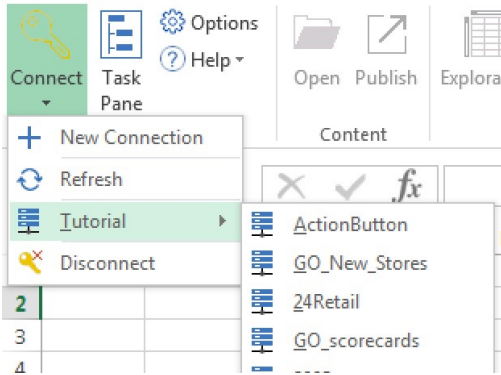 Options
Help
Connect
Task
Pane
Open
Publish
Content
New Connection
Refresh
fx
Tutorial
ActionButton
Disconnect
GO_New_Stores
2
24Retail
3
GO_scorecards
4